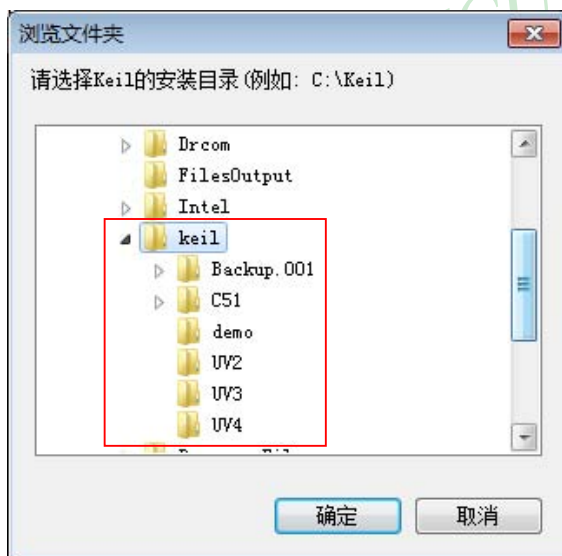 浏览文件夹
请选择Keil的安装目录(例如: C:\Keil)
Drcom
FilesOutput
Intel
keil
Backup.001
C51
demo
UV2
UV3
UV4
确定
取消